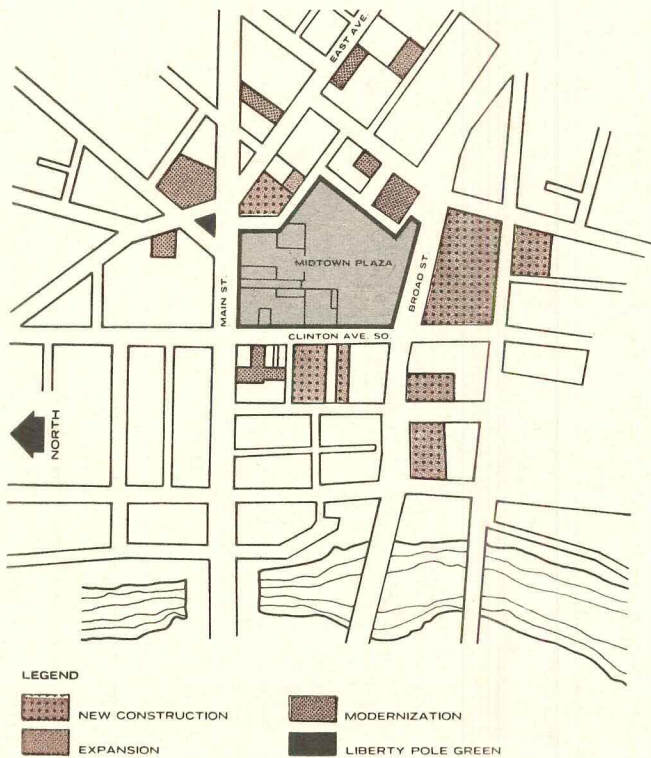 EAST AVE.
MIDTOWN PLAZA
MAIN ST.
BROAD ST.
CLINTON AVE. SO.
NORTH
LEGEND
NEW CONSTRUCTION
MODERNIZATION
EXPANSION
LIBERTY POLE GREEN